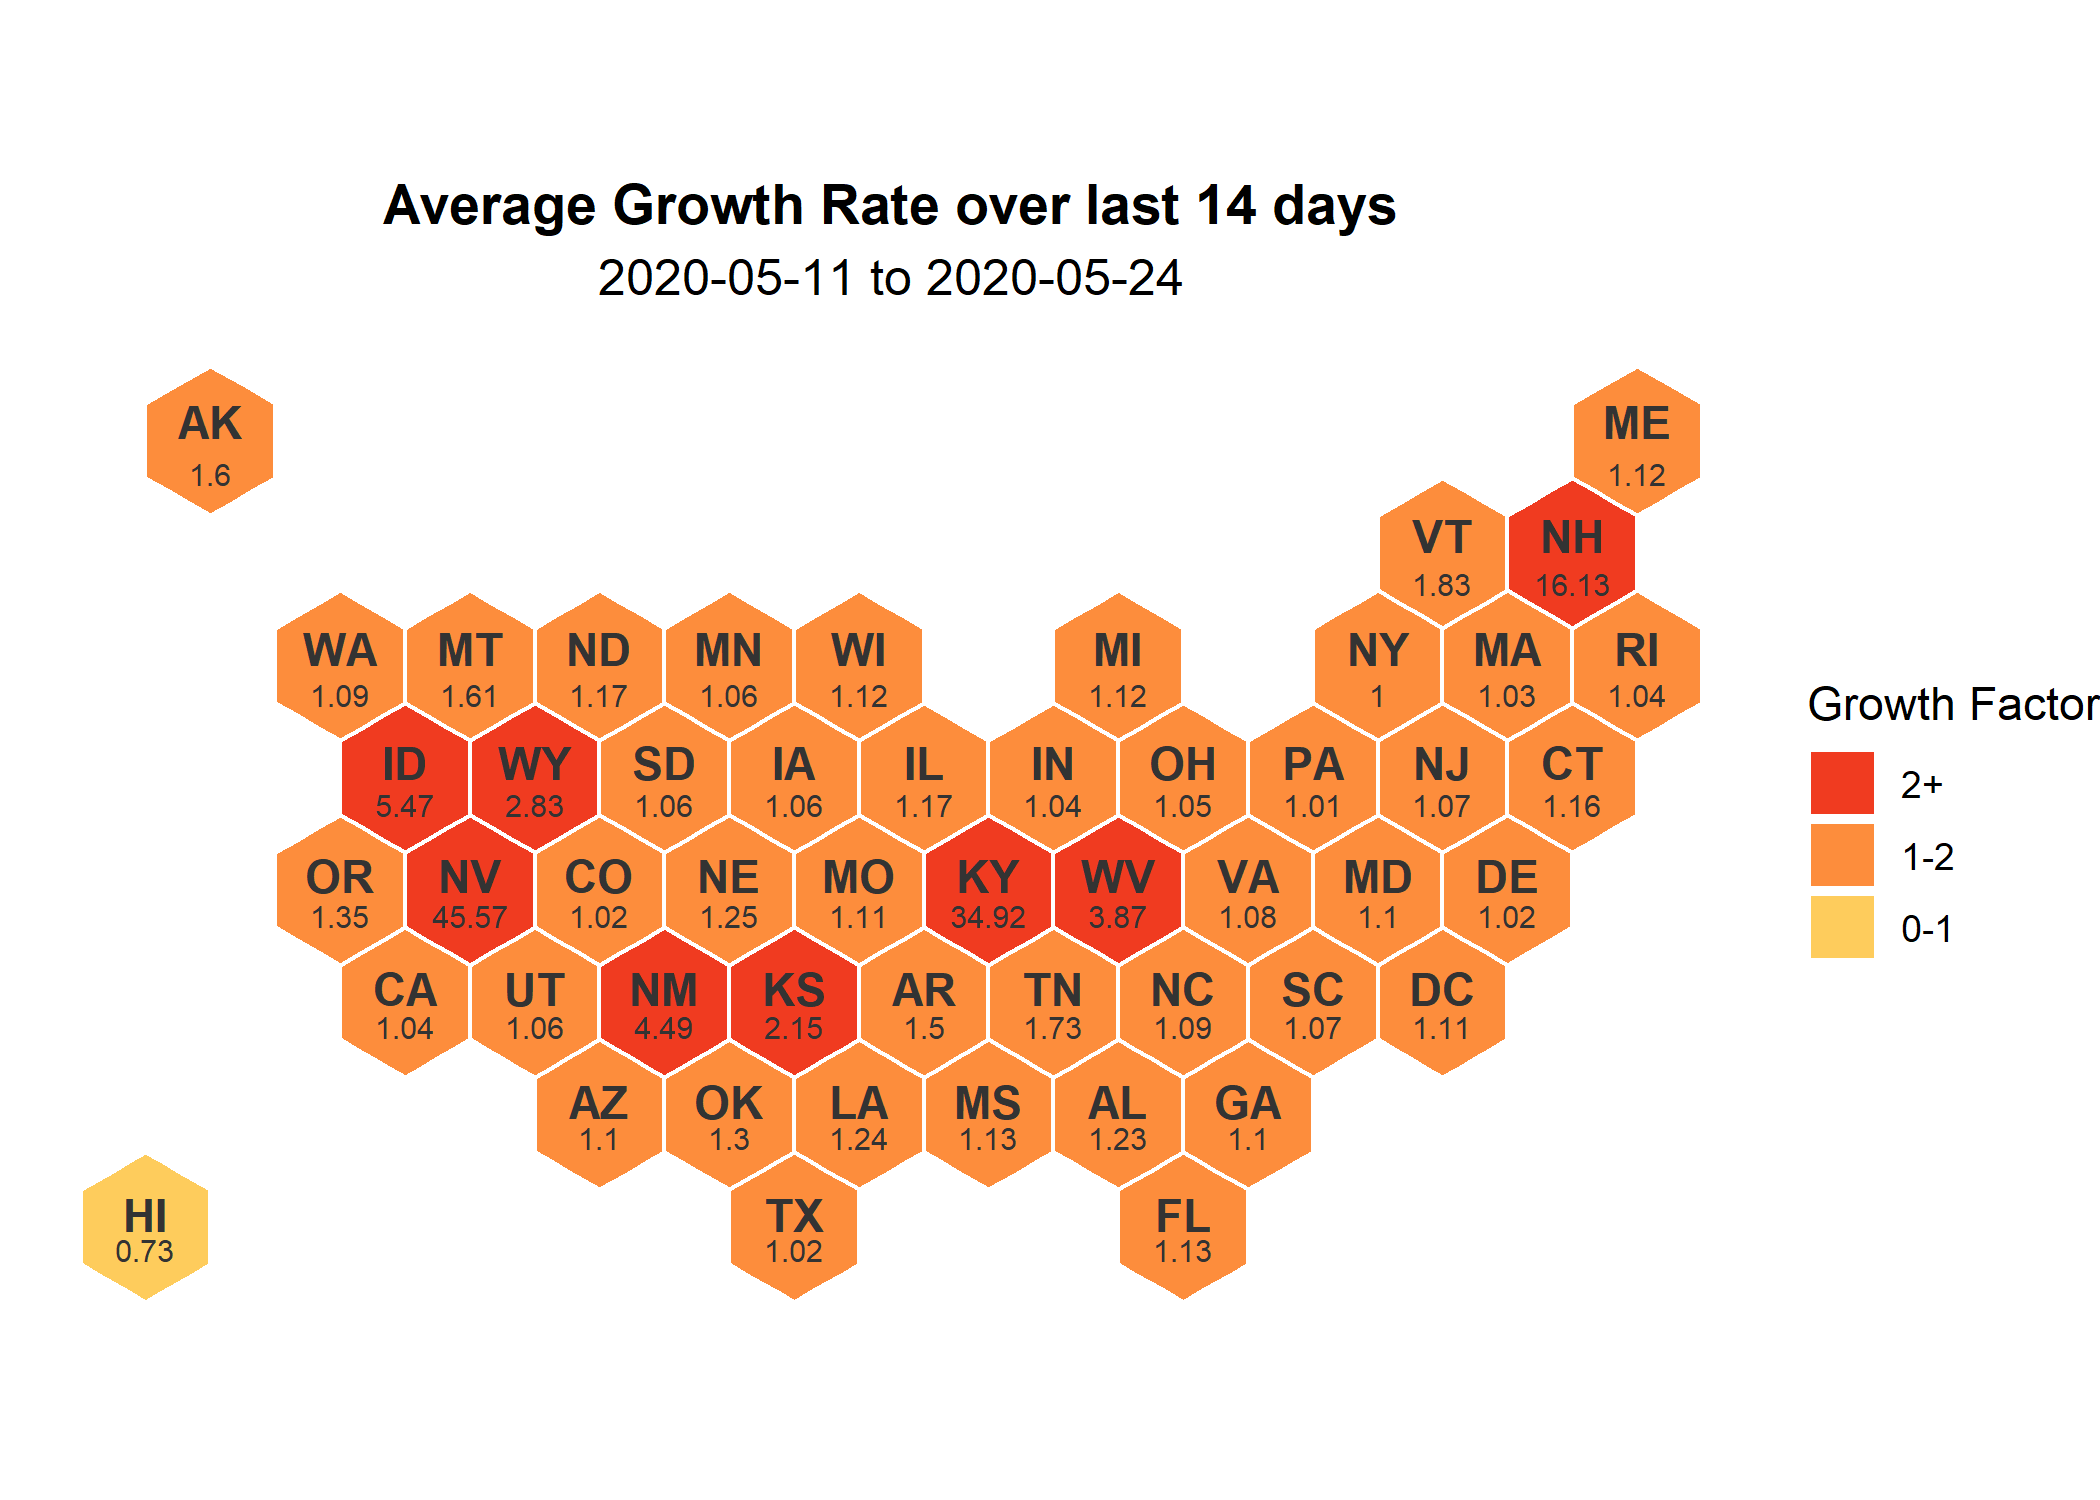 Average Growth Rate over last 14 days
2020-05-11 to 2020-05-24
AK
1.6
ME
1.12
VT
1.83
NH
16.13
WA
1.09
MT
1.61
ND
1.17
MN
1.06
WI
1.12
MI
1.12
NY
1
MA
1.03
RI
1.04
ID
5.47
WY
2.83
SD
1.06
IA
1.06
IL
1.17
IN
1.04
OH
1.05
PA
1.01
NJ
1.07
CT
1.16
OR
1.35
NV
45.57
CO
1.02
NE
1.25
MO
1.11
KY
34.92
WV
3.87
VA
1.08
MD
1.1
DE
1.02
CA
1.04
UT
1.06
NM
4.49
KS
2.15
AR
1.5
TN
1.73
NC
1.09
SC
1.07
DC
1.11
AZ
1.1
OK
1.3
LA
1.24
MS
1.13
AL
1.23
GA
1.1
HI
0.73
TX
1.02
FL
1.13
Growth Factor
2+
1-2
0-1